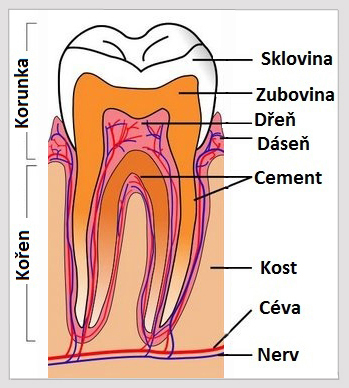 Korunka
Kořen
Sklovina
Zubovina
Dřeň
Dáseň
Cement
Kost
Céva
Nerv